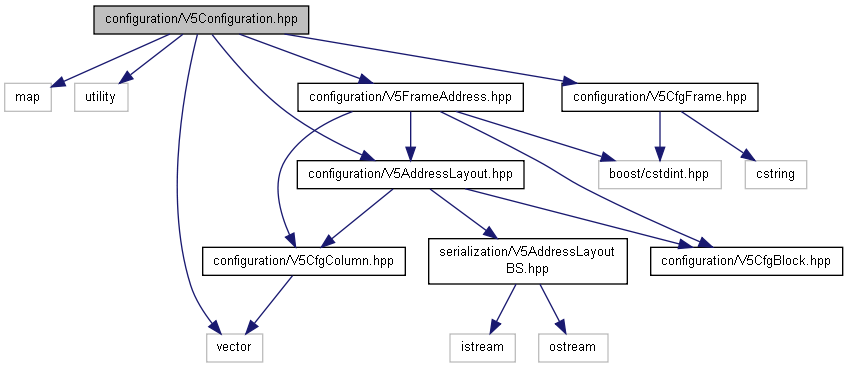 configuration/V5Configuration.hpp
map
utility
configuration/V5FrameAddress.hpp
configuration/V5CfgFrame.hpp
configuration/V5AddressLayout.hpp
boost/cstdint.hpp
cstring
configuration/V5CfgColumn.hpp
serialization/V5AddressLayout
BS.hpp
configuration/V5CfgBlock.hpp
vector
istream
ostream